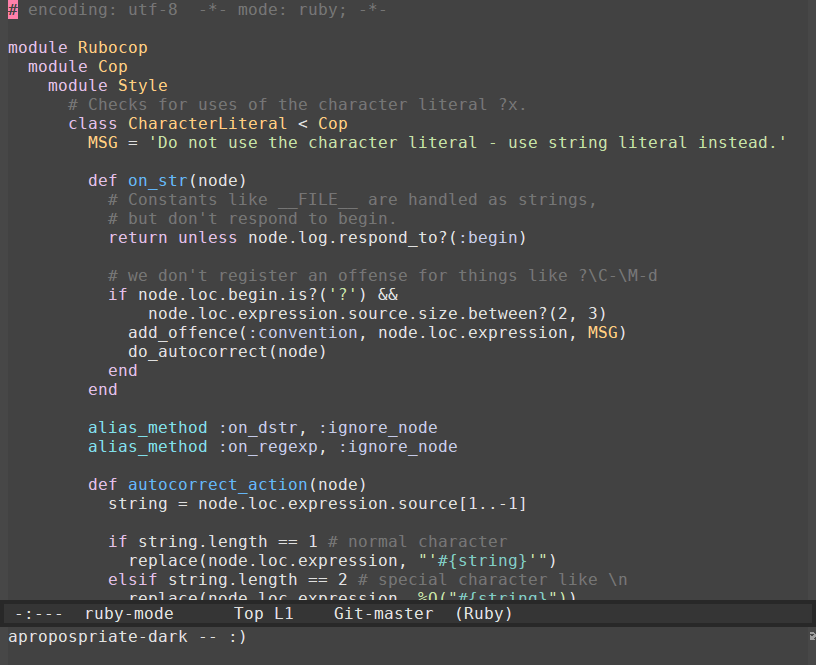 # encoding: utf-8  -*- mode: ruby; -*-

module Rubocop
  module Cop
    module Style
      # Checks for uses of the character literal ?x.
      class CharacterLiteral < Cop
        MSG = 'Do not use the character literal - use string literal instead.'

        def on_str(node)
          # Constants like __FILE__ are handled as strings,
          # but don't respond to begin.
          return unless node.log.respond_to?(:begin)

          # we don't register an offense for things like ?\C-\M-d
          if node.loc.begin.is?('?') &&
              node.loc.expression.source.size.between?(2, 3)
            add_offence(:convention, node.loc.expression, MSG)
            do_autocorrect(node)
          end
        end

        alias_method :on_dstr, :ignore_node
        alias_method :on_regexp, :ignore_node

        def autocorrect_action(node)
          string = node.loc.expression.source[1..-1]

          if string.length == 1 # normal character
            replace(node.loc.expression, "'#{string}'")
          elsif string.length == 2 # special character like \n
            replace(node.loc.expression, %Q("#{string}"))
-:---  ruby-mode      Top L1    Git-master  (Ruby)
apropospriate-dark -- :)